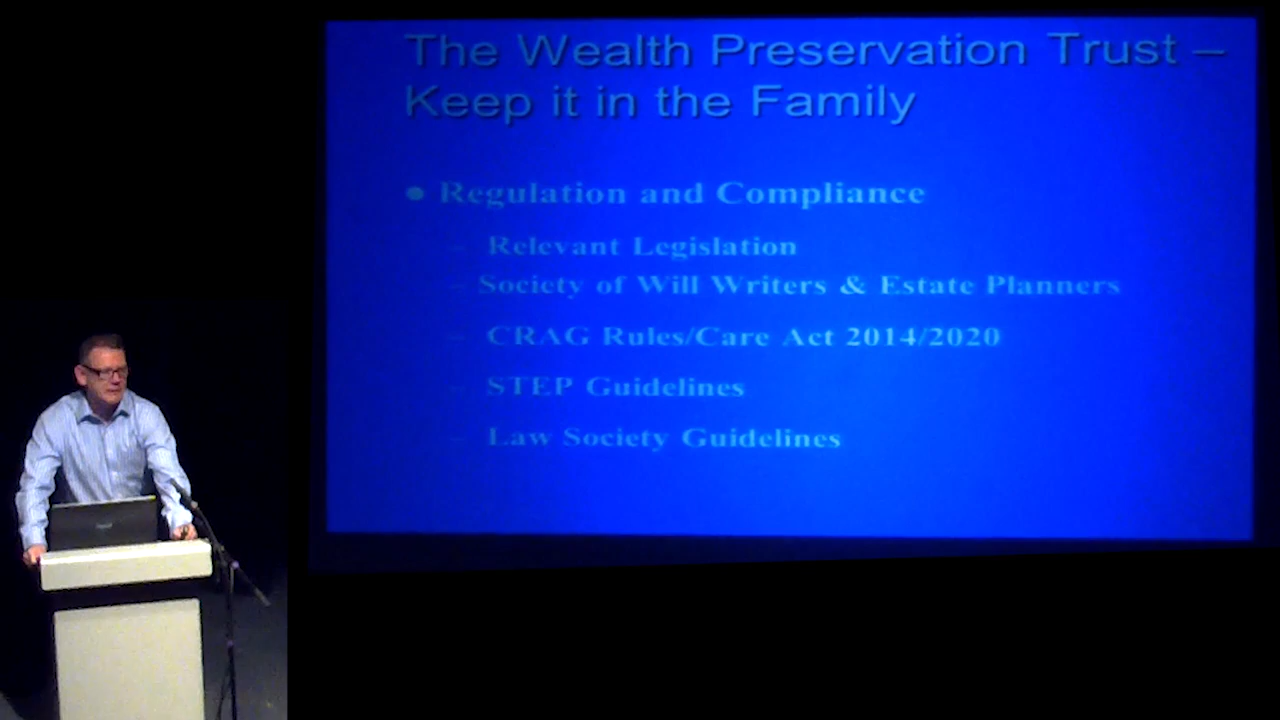 The Wealth Preservation Trust –
Keep it in the Family
• Regulation and Compliance
– Relevant Legislation
– Society of Will Writers & Estate Planners
– CRAG Rules/Care Act 2014/2020
– STEP Guidelines
– Law Society Guidelines